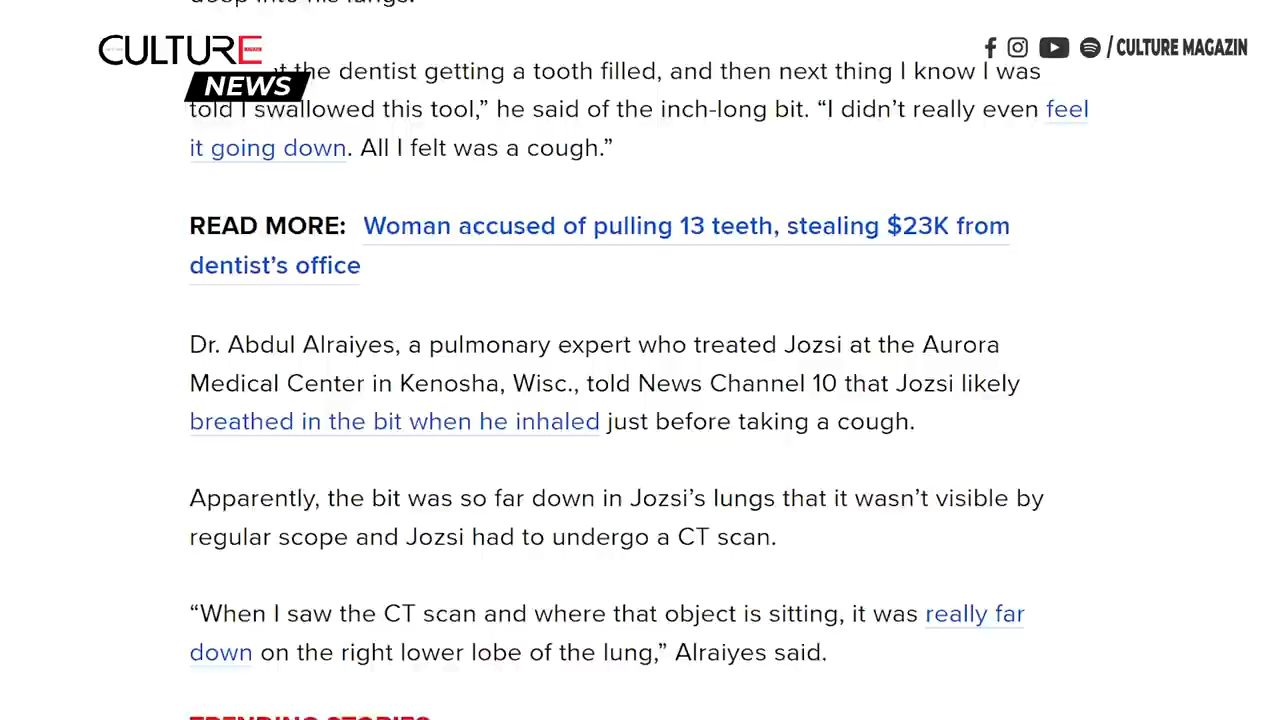 deep into his lungs.
CULTURE
NEWS
/ CULTURE MAGAZIN
the dentist getting a tooth filled, and then next thing I know I was
told I swallowed this tool,” he said of the inch-long bit. “I didn’t really even feel
it going down. All I felt was a cough.”
READ MORE: Woman accused of pulling 13 teeth, stealing $23K from
dentist’s office
Dr. Abdul Alraiyes, a pulmonary expert who treated Jozsi at the Aurora
Medical Center in Kenosha, Wisc., told News Channel 10 that Jozsi likely
breathed in the bit when he inhaled just before taking a cough.
Apparently, the bit was so far down in Jozsi’s lungs that it wasn’t visible by
regular scope and Jozsi had to undergo a CT scan.
“When I saw the CT scan and where that object is sitting, it was really far
down on the right lower lobe of the lung,” Alraiyes said.
TRENDING STORIES